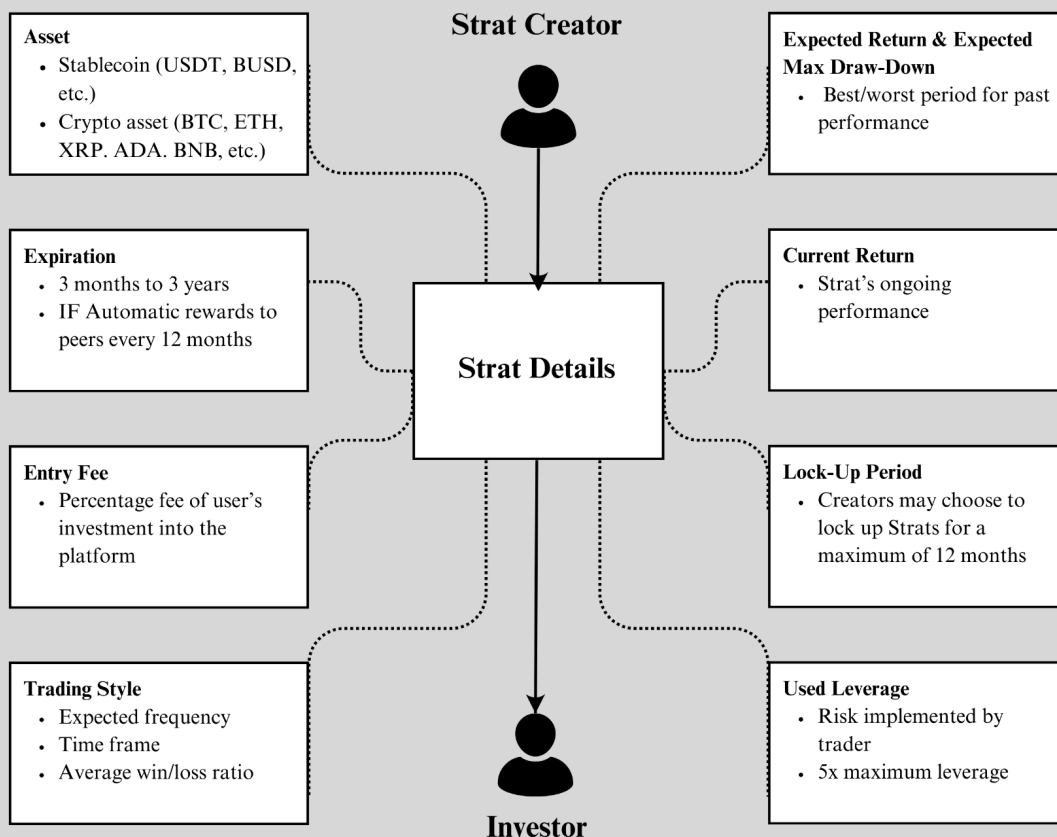 Strat Creator
Asset
• Stablecoin (USDT, BUSD,
etc.)
• Crypto asset (BTC, ETH,
XRP. ADA. BNB, etc.)
Expected Return & Expected
Max Draw-Down
• Best/worst period for past
performance
Expiration
• 3 months to 3 years
• IF Automatic rewards to
peers every 12 months
Current Return
• Strat’s ongoing
performance
Strat Details
Entry Fee
• Percentage fee of user’s
investment into the
platform
Lock-Up Period
• Creators may choose to
lock up Strats for a
maximum of 12 months
Trading Style
• Expected frequency
• Time frame
• Average win/loss ratio
Used Leverage
• Risk implemented by
trader
• 5x maximum leverage
Investor